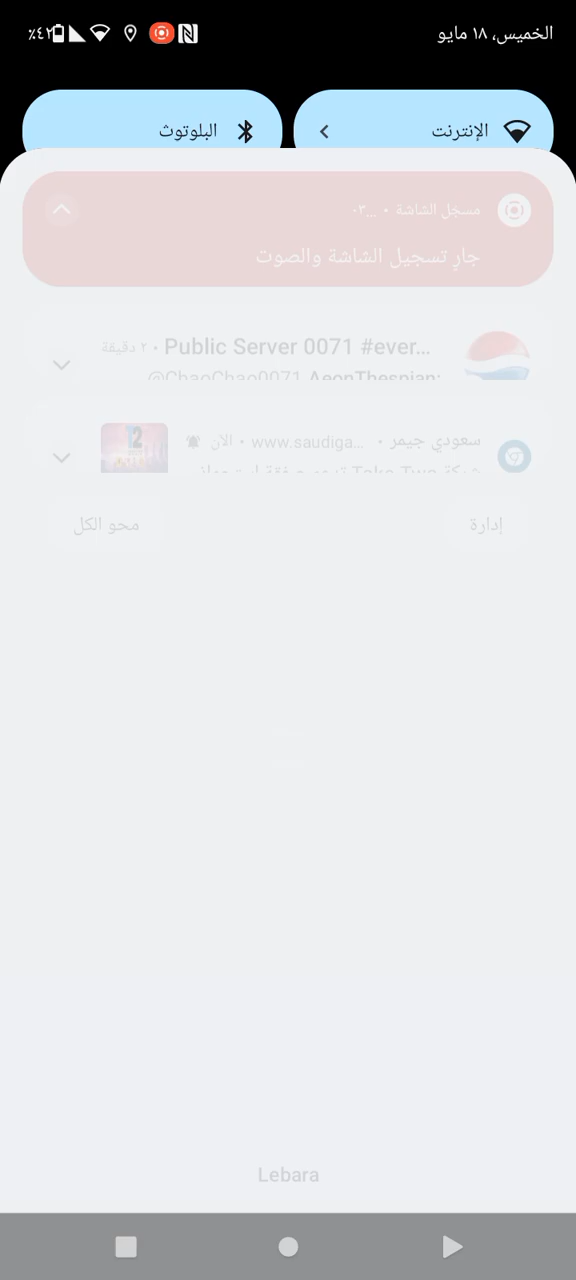 الخميس، ١٨ مايو
٪٤٢
الإنترنت
البلوتوث
مسجل الشاشة • ...٠٣
جارٍ تسجيل الشاشة والصوت
Public Server 0071 #ever... • ٢ دقيقة
@ChaoChao0071 AeonThespian:
سعودي جيمر • www.saudiga... • الآن
شركة Take-Two
إدارة
محو الكل
Lebara